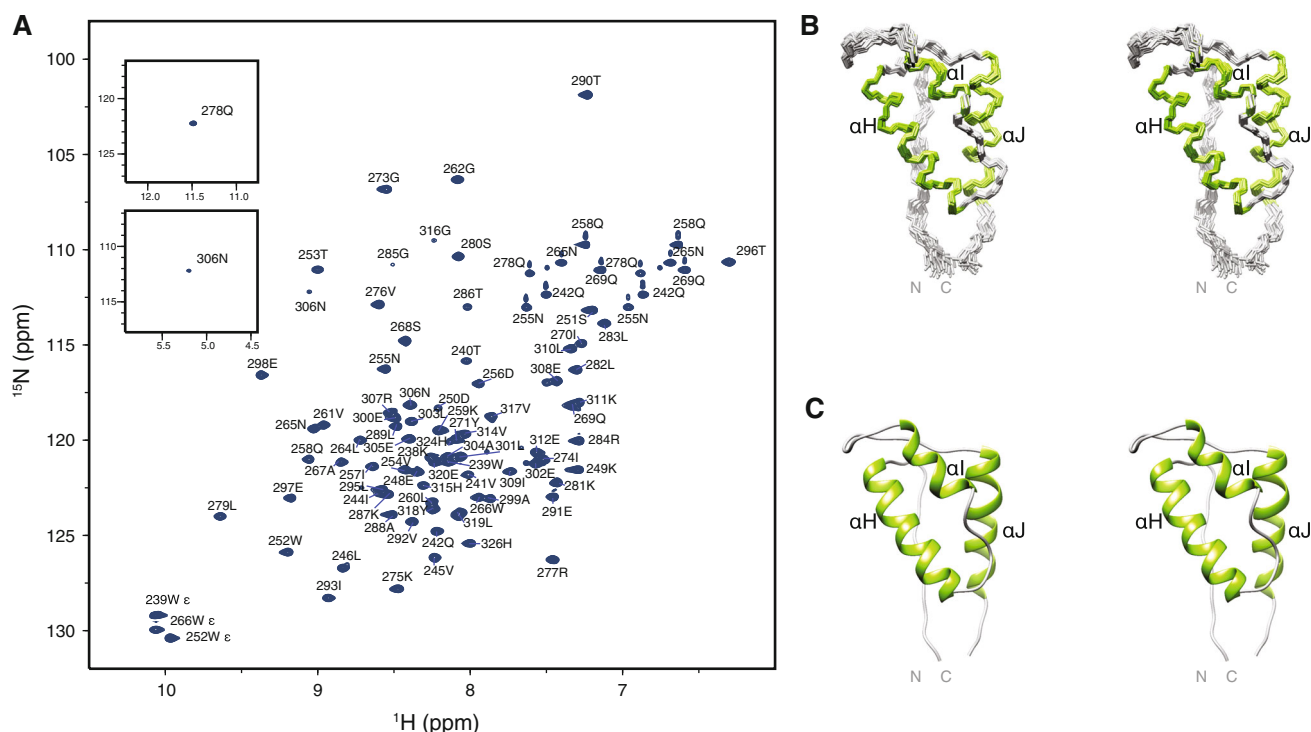 A
B
C
100
105
110
115
120
125
130
10
9
8
7
¹⁵N (ppm)
¹H (ppm)
120
125
12.0
11.5
11.0
278Q
110
115
5.5
5.0
4.5
306N
290T
273G
262G
316G
253T
285G
280S
258Q
258Q
265N
265N
296T
278Q
278Q
269Q
269Q
306N
276V
286T
242Q
242Q
255N
255N
251S
283L
268S
270I
310L
240T
298E
255N
256D
308E
282L
307R
306N
250D
300E
303L
259K
317V
311K
269Q
265N
261V
271Y
314V
289L
305E
324H
304A
301L
312E
284R
258Q
264L
238K
239W
274I
267A
257I
254V
320E
241V
309I
249K
297E
295L
248E
315H
281K
244I
260L
266W
299A
291E
279L
287K
318Y
319L
288A
292V
252W
242Q
326H
246L
245V
277R
293I
275K
239W ε
266W ε
252W ε
αH
αI
αJ
N C
αH
αI
αJ
N C
αH
αI
αJ
N C
αH
αI
αJ
N C